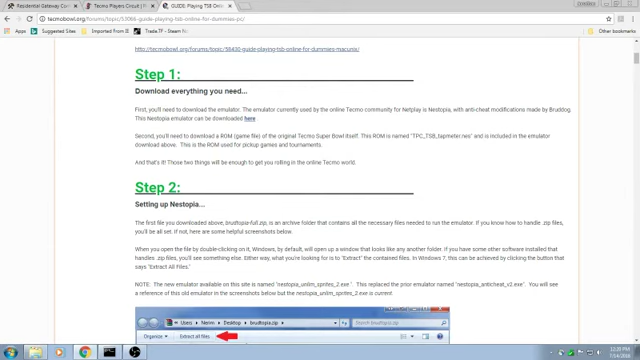 Residential Gateway Con
Tecmo Players Circuit
GUIDE: Playing TSB Onl
tecmobowl.org/forums/topic/53066-guide-playing-tsb-online-for-dummies-pc/
Apps
Suggested Sites
Imported From IE
Other bookmarks
http://tecmobowl.org/forums/topic/58430-guide-playing-tsb-online-for-dummies-macunix/
Step 1:
Download everything you need...
First, you'll need to download the emulator. The emulator currently used by the online Tecmo community for Netplay is Nestopia, with anti-cheat modifications made by Bruddog.
This Nestopia emulator can be downloaded here
Second, you'll need to download a ROM (game file) of the original Tecmo Super Bowl itself. This ROM is named "TPC_TSB_tapmeter.nes" and is included in the emulator
download above. This is the ROM used for pickup games and tournaments.
And that's it! Those two things will be enough to get you rolling in the online Tecmo world.
Step 2:
Setting up Nestopia...
The first file you downloaded above, brudtopia-full.zip, is an archive folder that contains all the necessary files needed to run the emulator. If you know how to handle .zip files,
you'll be all set. If not, here are some helpful screenshots below.
When you open the file by double-clicking on it, Windows, by default, will open up a window that looks like any another folder. If you have some other software installed that
handles .zip files, you'll see something else. Either way, what you're looking for is to "Extract" the contained files. In Windows 7, this can be achieved by clicking the button that
says "Extract All Files."
NOTE: The new emulator available on this site is named "nestopia_unlim_sprites_2.exe." This replaced the prior emulator named "nestopia_anticheat_v2.exe". You will see
a reference of this old emulator in the screenshots below but the nestopia_unlim_sprites_2.exe is current.
Users Nerim Desktop brudtopia.zip Search brudtopia.zip
Organize Extract all files
12:20 PM
7/14/2016